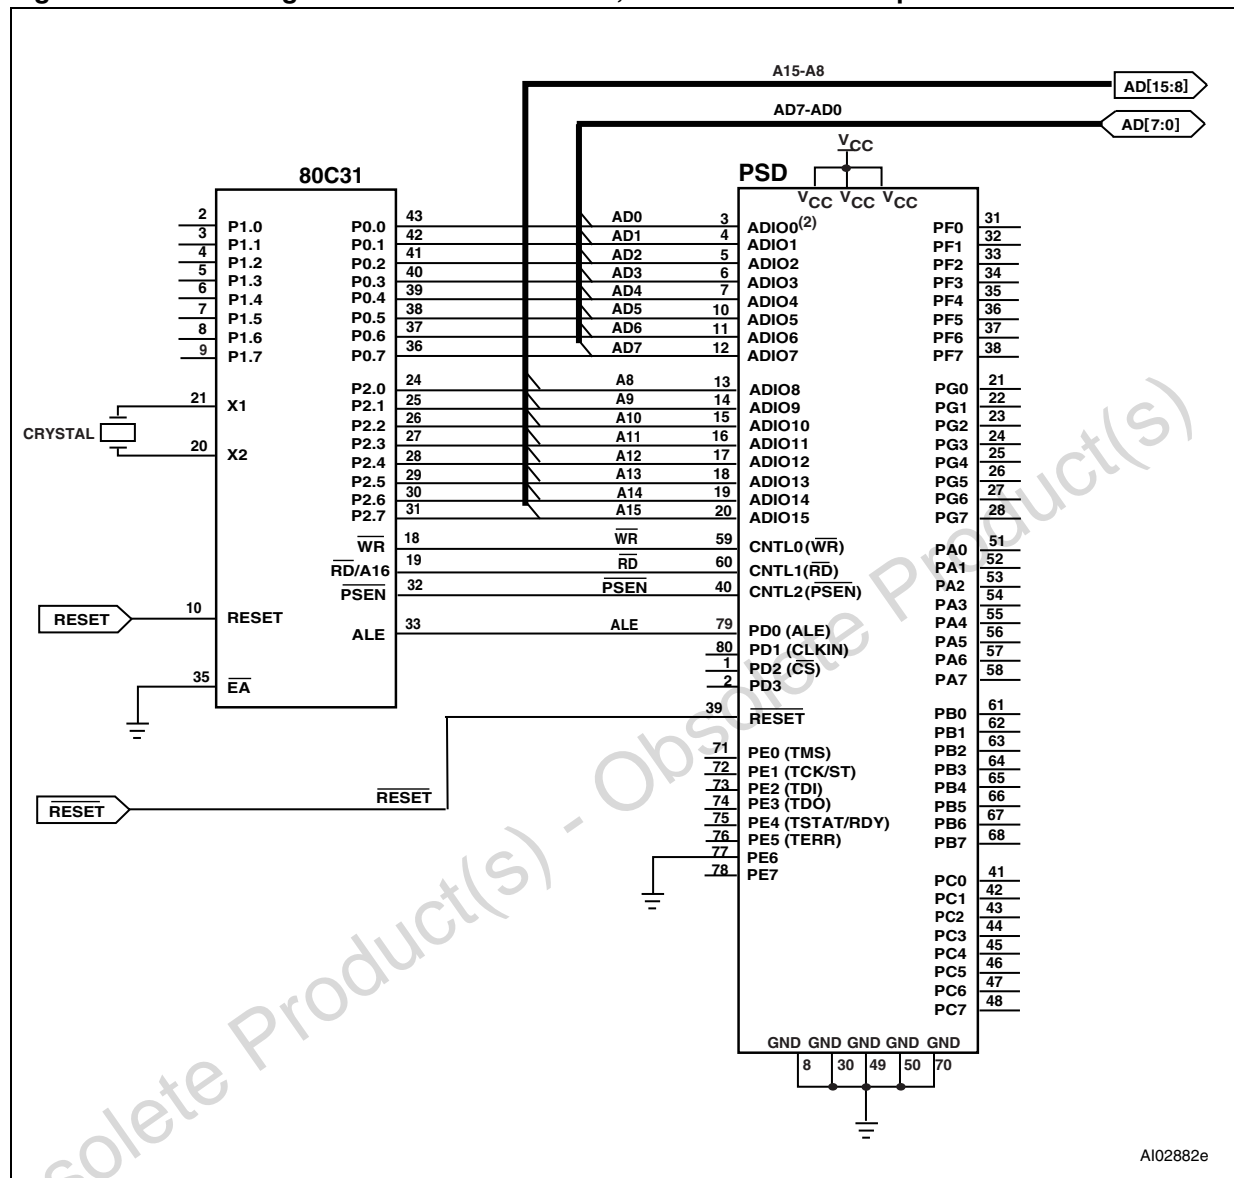 A15-A8
AD[15:8]
AD7-AD0
AD[7:0]
VCC
80C31
PSD
VCC VCC VCC
2 P1.0
3 P1.1
4 P1.2
5 P1.3
6 P1.4
7 P1.5
8 P1.6
9 P1.7
21 X1
CRYSTAL
20 X2
RESET
10 RESET
35 EA
RESET
RESET
P0.0 43 AD0 3 ADIO0(2)
P0.1 42 AD1 4 ADIO1
P0.2 41 AD2 5 ADIO2
P0.3 40 AD3 6 ADIO3
P0.4 39 AD4 7 ADIO4
P0.5 38 AD5 10 ADIO5
P0.6 37 AD6 11 ADIO6
P0.7 36 AD7 12 ADIO7
P2.0 24 A8 13 ADIO8
P2.1 25 A9 14 ADIO9
P2.2 26 A10 15 ADIO10
P2.3 27 A11 16 ADIO11
P2.4 28 A12 17 ADIO12
P2.5 29 A13 18 ADIO13
P2.6 30 A14 19 ADIO14
P2.7 31 A15 20 ADIO15
WR 18 WR 59 CNTL0(WR)
RD/A16 19 RD 60 CNTL1(RD)
PSEN 32 PSEN 40 CNTL2(PSEN)
ALE 33 ALE 79 PD0 (ALE)
80 PD1 (CLKIN)
1 PD2 (CS)
2 PD3
39 RESET
71 PE0 (TMS)
72 PE1 (TCK/ST)
73 PE2 (TDI)
74 PE3 (TDO)
75 PE4 (TSTAT/RDY)
76 PE5 (TERR)
77 PE6
78 PE7
PF0 31
PF1 32
PF2 33
PF3 34
PF4 35
PF5 36
PF6 37
PF7 38
PG0 21
PG1 22
PG2 23
PG3 24
PG4 25
PG5 26
PG6 27
PG7 28
PA0 51
PA1 52
PA2 53
PA3 54
PA4 55
PA5 56
PA6 57
PA7 58
PB0 61
PB1 62
PB2 63
PB3 64
PB4 65
PB5 66
PB6 67
PB7 68
PC0 41
PC1 42
PC2 43
PC3 44
PC4 45
PC5 46
PC6 47
PC7 48
GND GND GND GND GND
8 30 49 50 70
AI02882e
solete Product(s) - Obsolete Product(s)